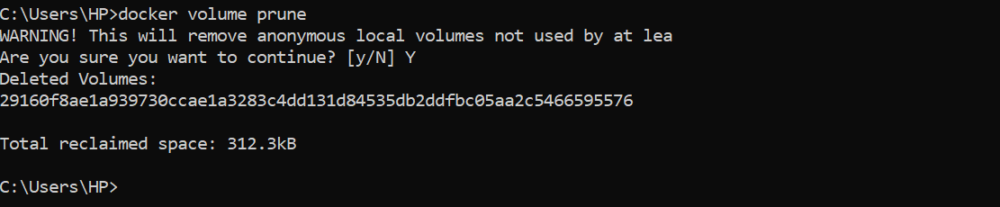 C:\Users\HP>docker volume prune
WARNING! This will remove anonymous local volumes not used by at lea
Are you sure you want to continue? [y/N] Y
Deleted Volumes:
29160f8ae1a939730ccae1a3283c4dd131d84535db2ddfbc05aa2c5466595576
Total reclaimed space: 312.3kB
C:\Users\HP>